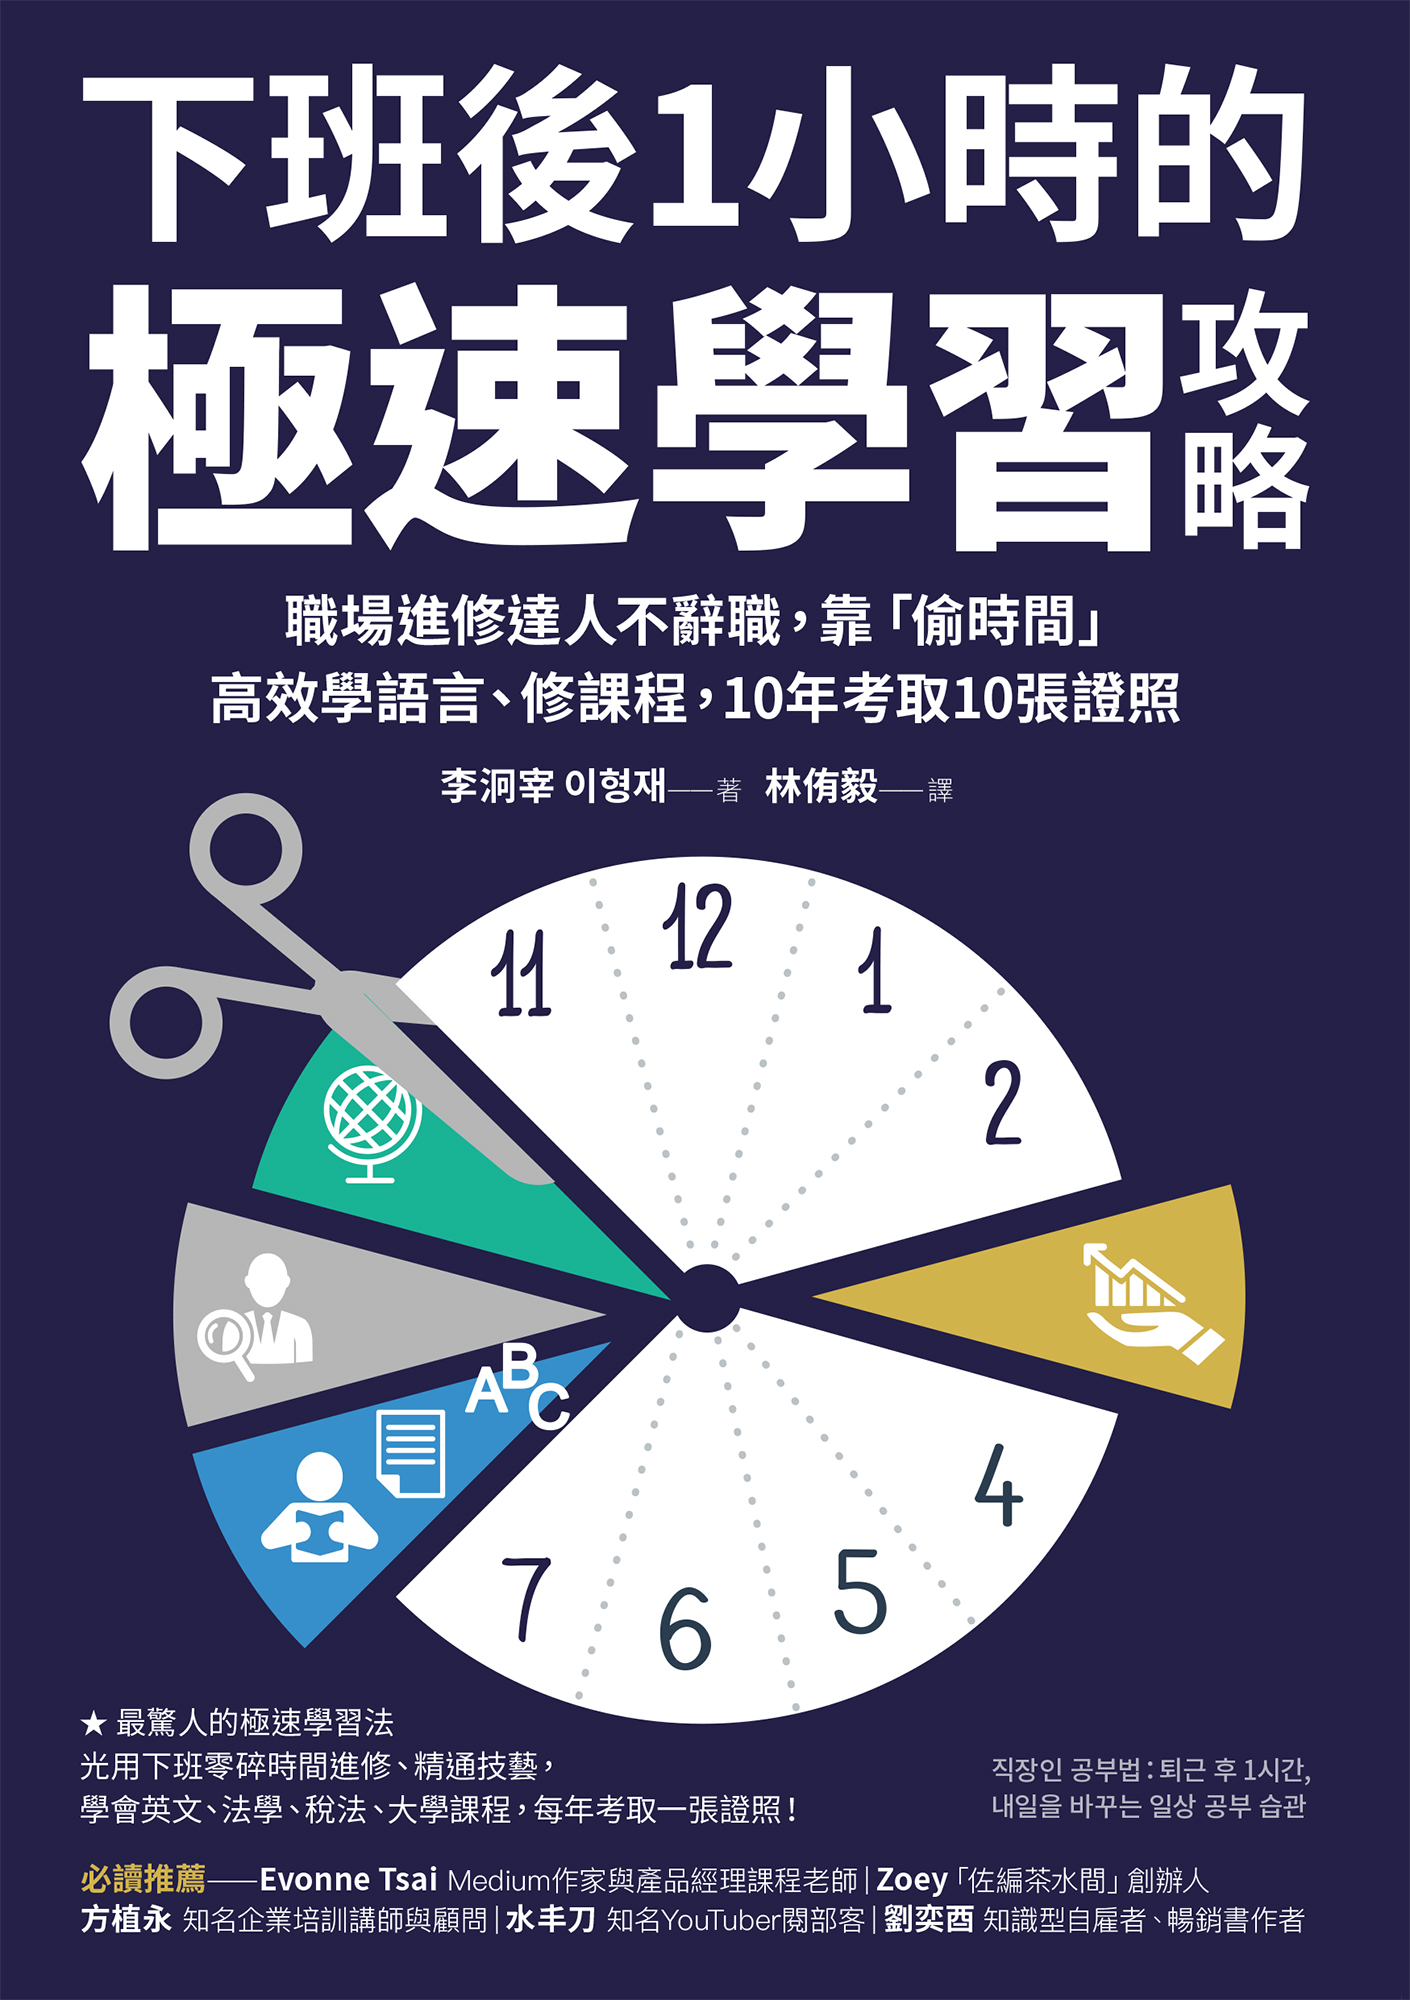 下班後1小時的
極速學習攻略
職場進修達人不辭職，靠「偷時間」
高效學語言、修課程，10年考取10張證照
李泂宰 이형재——著 林侑毅——譯
11
12
1
2
4
5
6
7
ABC
★ 最驚人的極速學習法
光用下班零碎時間進修、精通技藝，
學會英文、法學、稅法、大學課程，每年考取一張證照！
직장인 공부법 : 퇴근 후 1시간,
내일을 바꾸는 일상 공부 습관
必讀推薦——Evonne Tsai Medium作家與產品經理課程老師｜Zoey「佐編茶水間」創辦人
方植永 知名企業培訓講師與顧問｜水丰刀 知名YouTuber閱部客｜劉奕酉 知識型自雇者、暢銷書作者